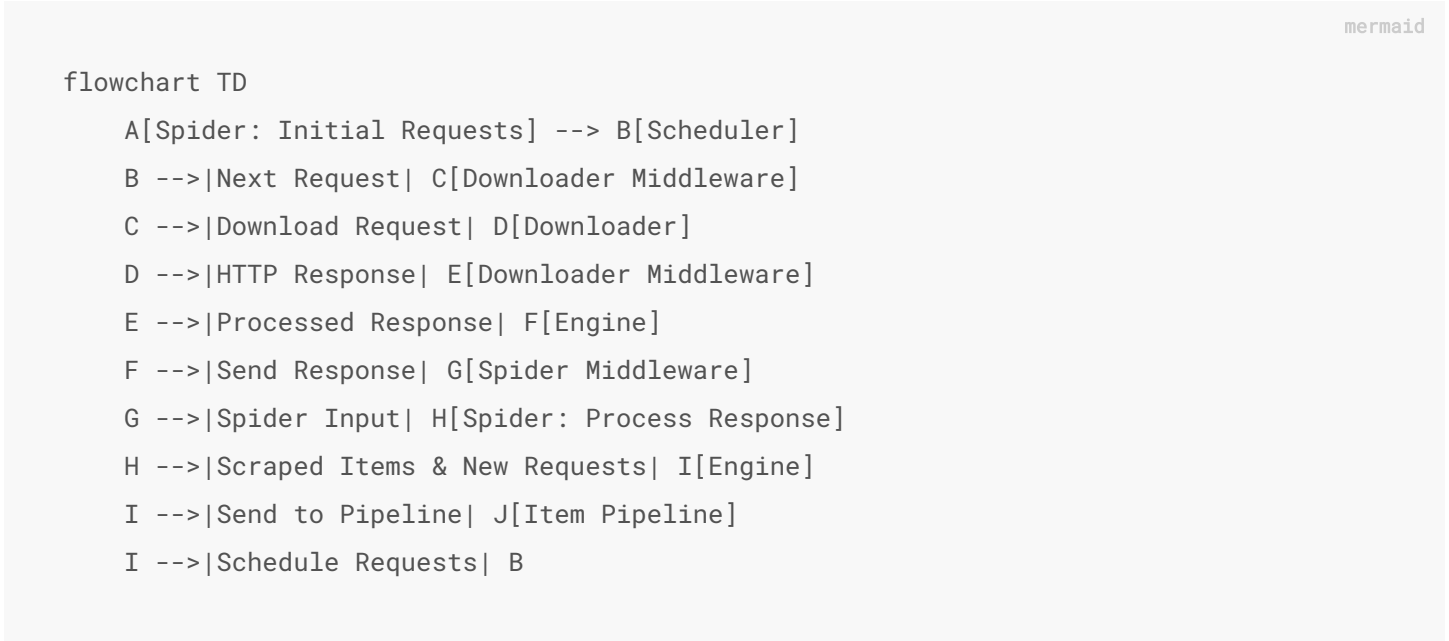 mermaid
flowchart TD
    A[Spider: Initial Requests] --> B[Scheduler]
    B -->|Next Request| C[Downloader Middleware]
    C -->|Download Request| D[Downloader]
    D -->|HTTP Response| E[Downloader Middleware]
    E -->|Processed Response| F[Engine]
    F -->|Send Response| G[Spider Middleware]
    G -->|Spider Input| H[Spider: Process Response]
    H -->|Scraped Items & New Requests| I[Engine]
    I -->|Send to Pipeline| J[Item Pipeline]
    I -->|Schedule Requests| B